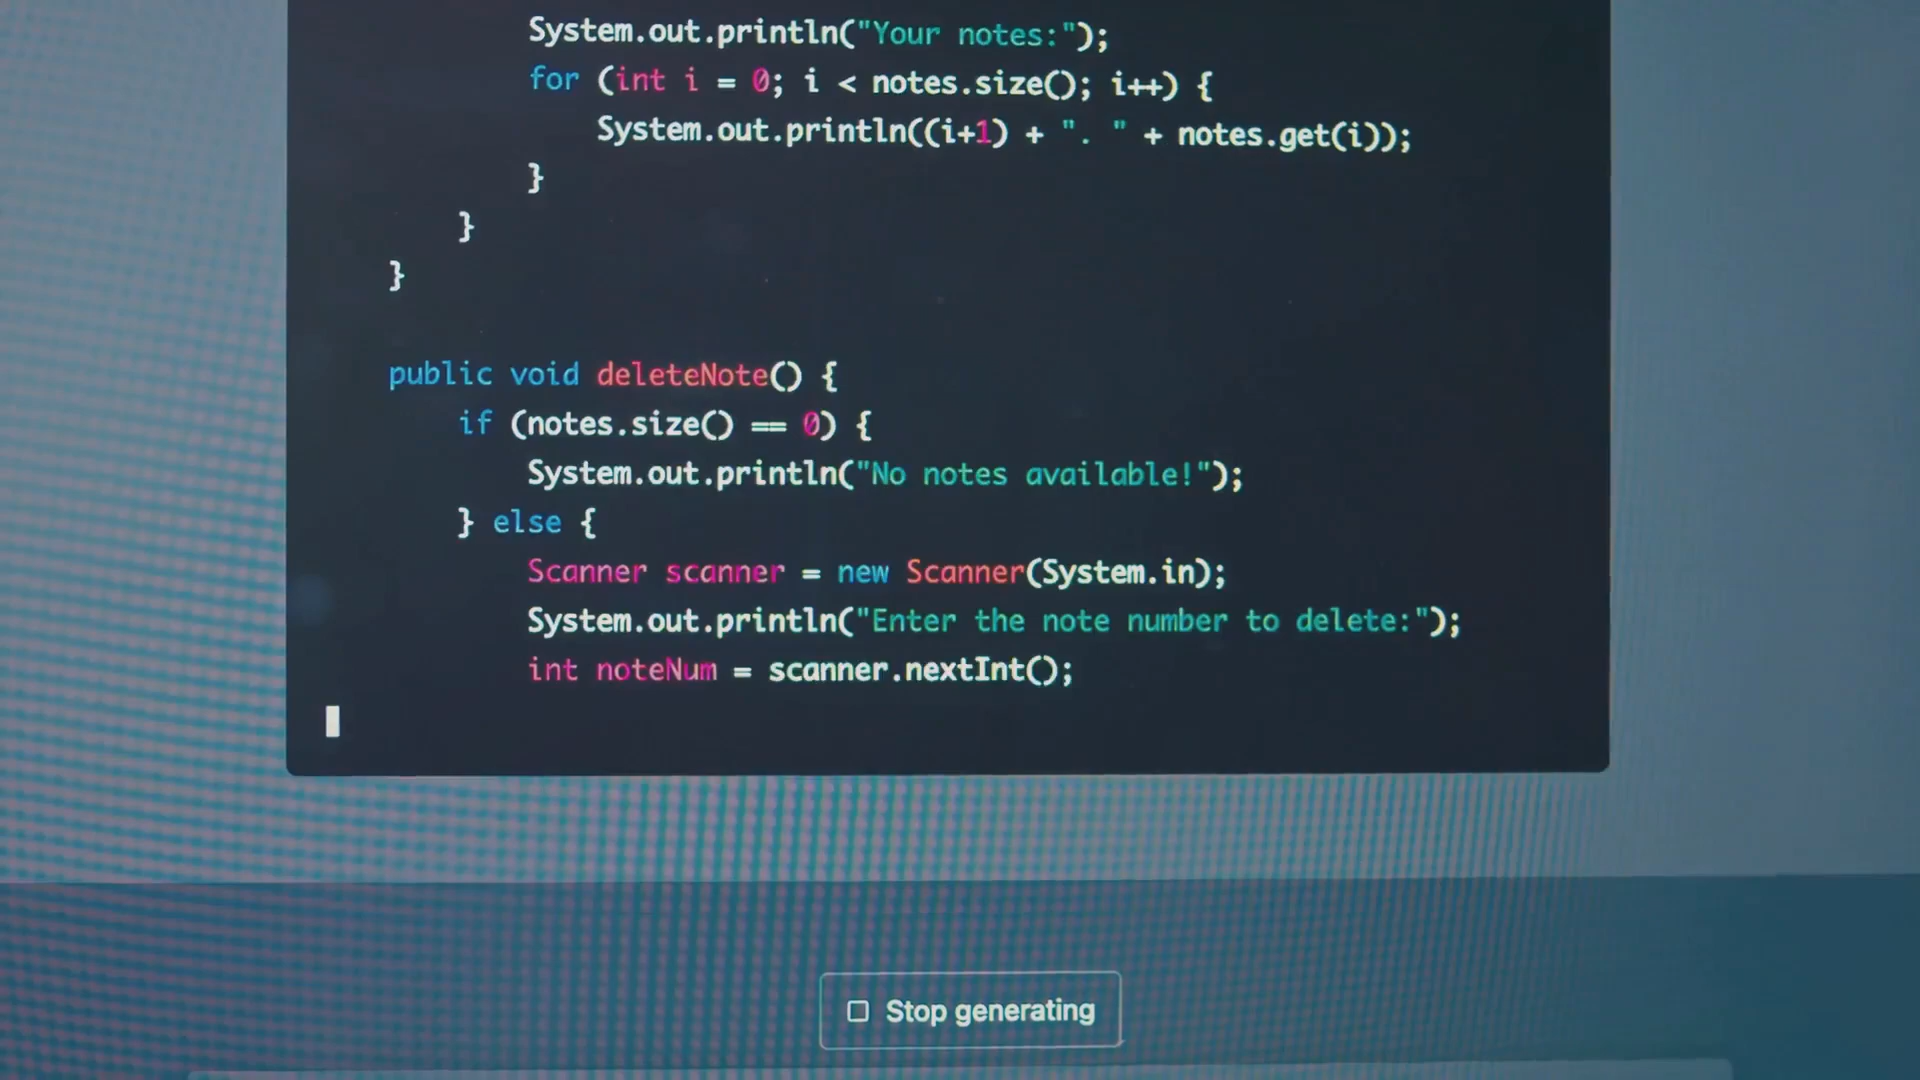 System.out.println("Your notes:");
for (int i = 0; i < notes.size(); i++) {
System.out.println((i+1) + ". " + notes.get(i));
}
}
}
public void deleteNote() {
if (notes.size() == 0) {
System.out.println("No notes available!");
} else {
Scanner scanner = new Scanner(System.in);
System.out.println("Enter the note number to delete:");
int noteNum = scanner.nextInt();
Stop generating